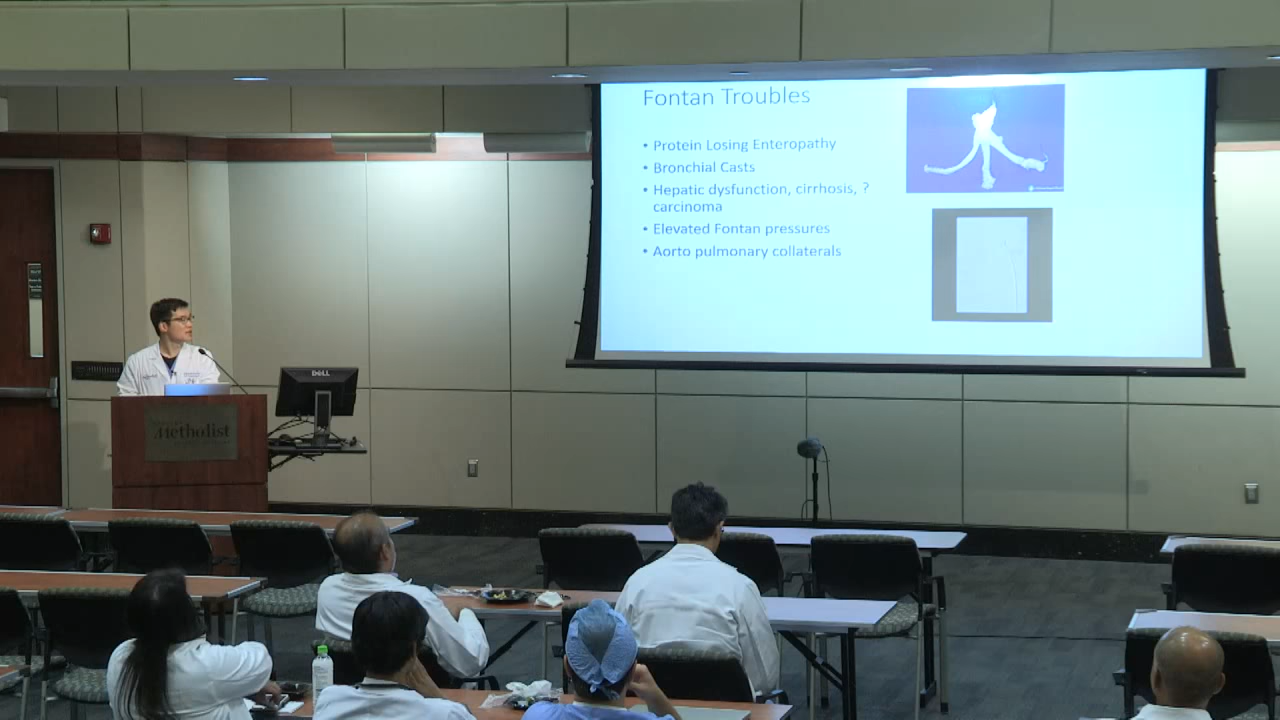 Fontan Troubles
• Protein Losing Enteropathy
• Bronchial Casts
• Hepatic dysfunction, cirrhosis, ?
carcinoma
• Elevated Fontan pressures
• Aorto pulmonary collaterals
DELL
Methodist